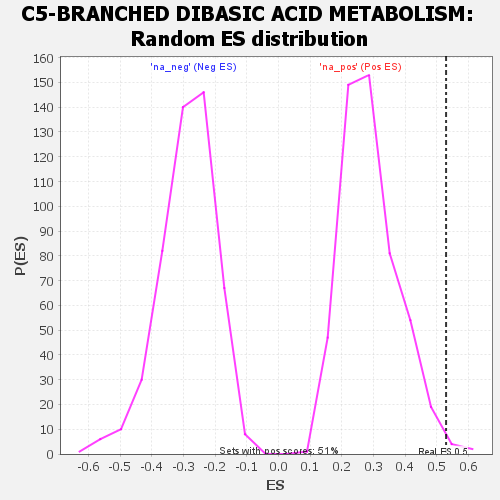 C5-BRANCHED DIBASIC ACID METABOLISM:
Random ES distribution
'na_neg' (Neg ES)
'na_pos' (Pos ES)
160
150
140
130
120
110
100
90
80
70
60
50
40
30
20
10
0
P(ES)
Sets with pos scores: 51%
Real ES 0.5
-0.6 -0.5 -0.4 -0.3 -0.2 -0.1 0.0 0.1 0.2 0.3 0.4 0.5 0.6
ES